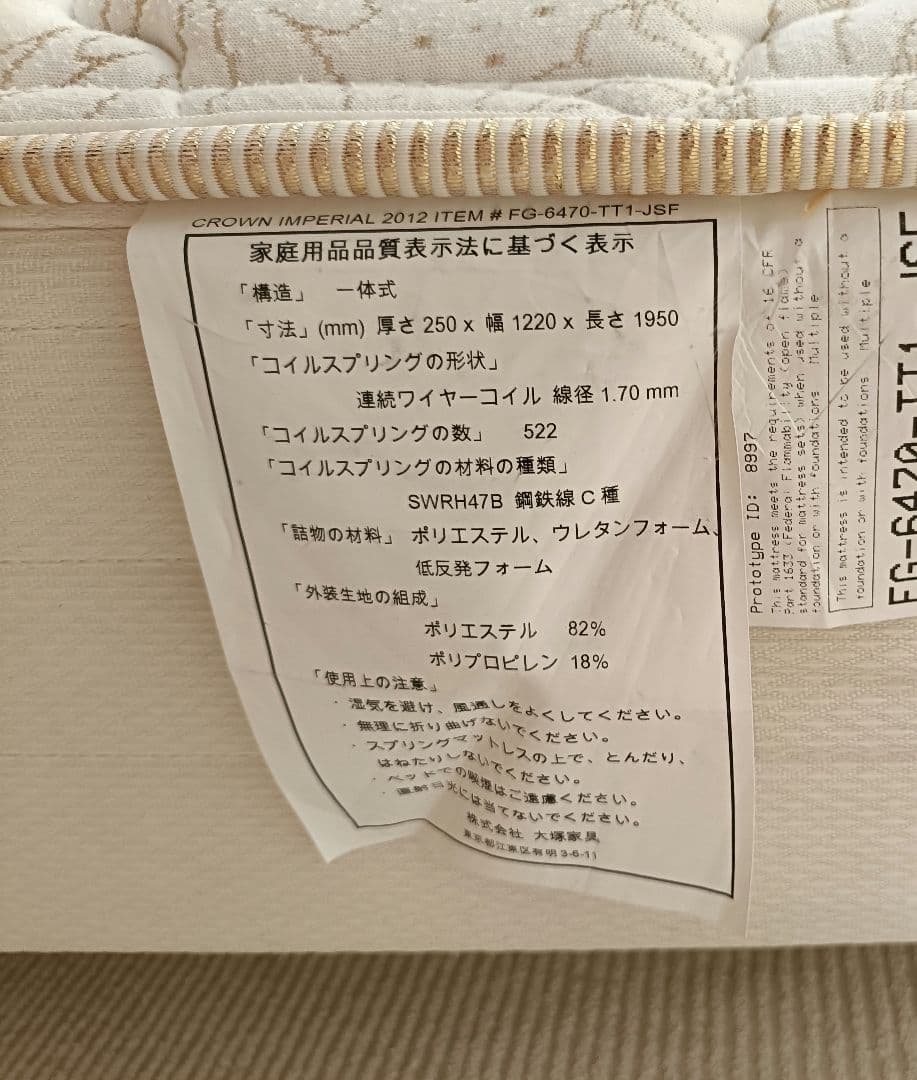 CROWN IMPERIAL 2012 ITEM # FG-6470-TT1-JSF
家庭用品品質表示法に基づく表示
「構造」 一体式
「寸法」(mm) 厚さ 250 x 幅 1220 x 長さ 1950
「コイルスプリングの形状」
連続ワイヤーコイル 線径 1.70 mm
「コイルスプリングの数」 522
「コイルスプリングの材料の種類」
SWRH47B 鋼鉄線 C 種
「詰物の材料」 ポリエステル、ウレタンフォーム、
低反発フォーム
「外装生地の組成」
ポリエステル 82%
ポリプロピレン 18%
「使用上の注意」
・湿気を避け、風通しをよくしてください。
・無理に折り曲げないでください。
・スプリングマットレスの上で、とんだり、
はねたりしないでください。
・ベッドでの喫煙はご遠慮ください。
・直射日光には当てないでください。
株式会社 大塚家具
東京都江東区有明 3-6-11
Prototype ID: 8997
This mattress meets the requirements of 16 CFR
Part 1633 (Federal Flammability (open flame)
standard for mattress sets) when used without a
foundation or with foundations Multiple
This mattress is intended to be used without a
foundation or with foundations Multiple
FG-6470-TT1-JSF